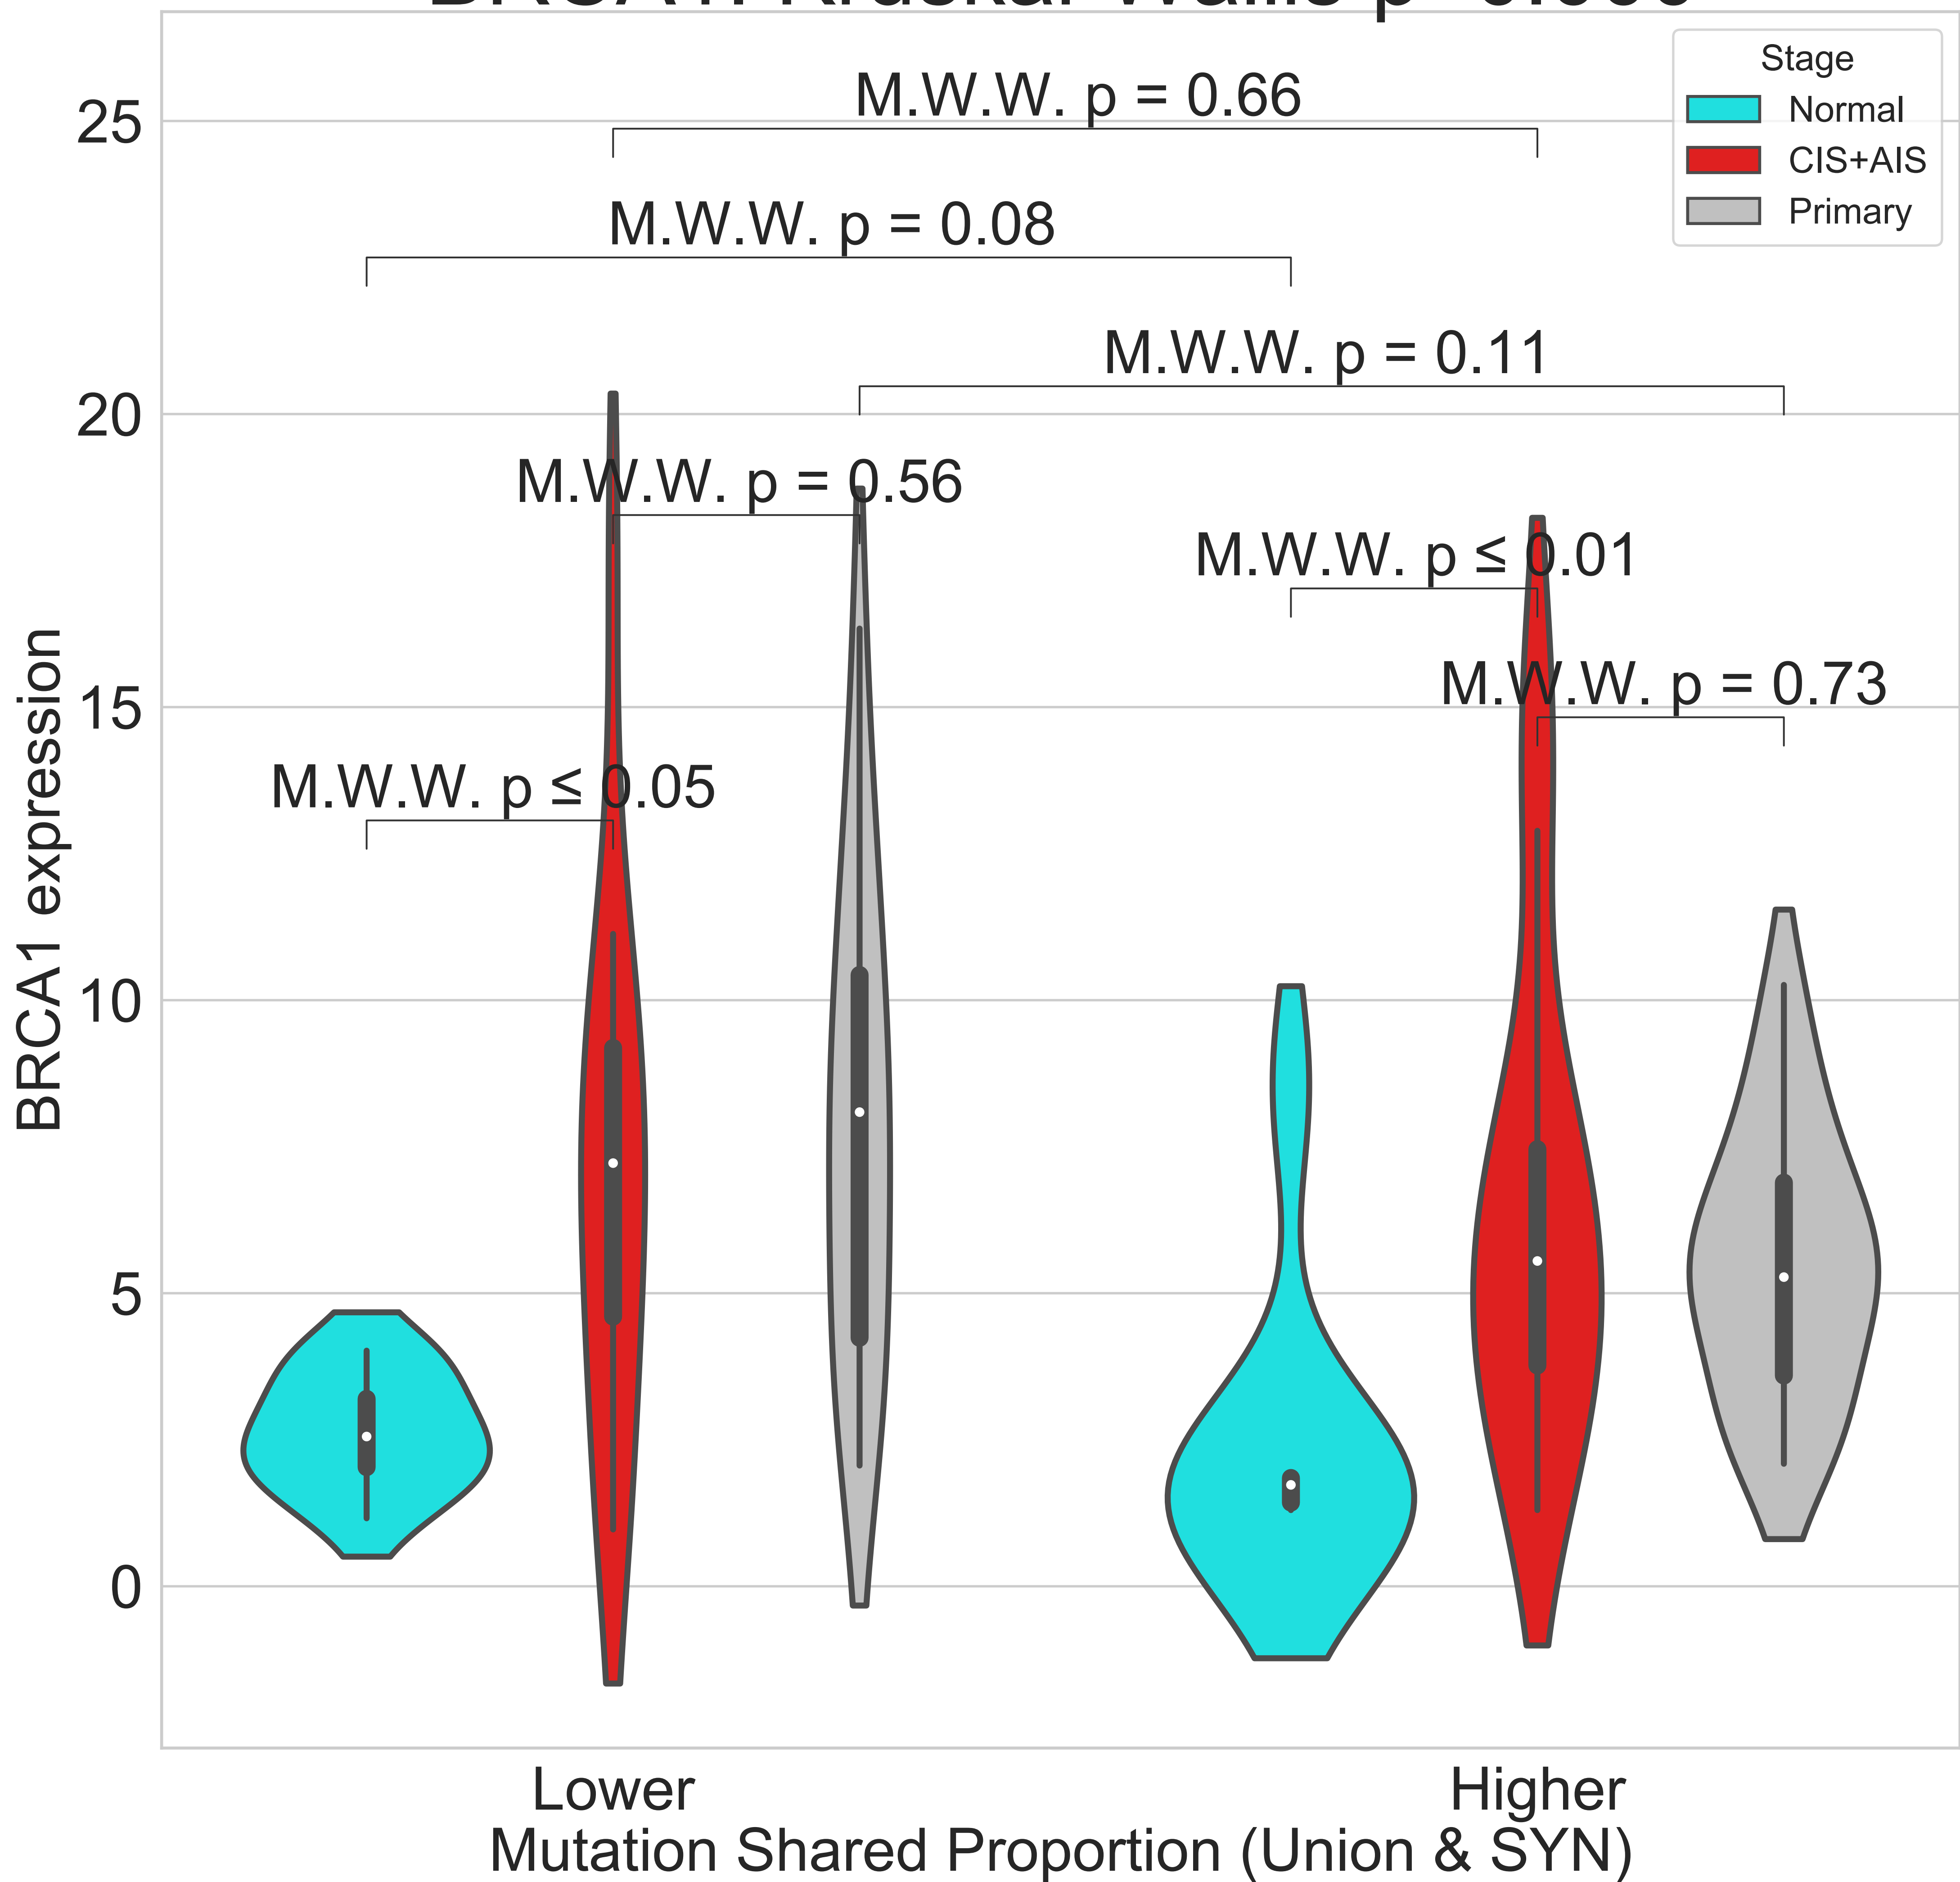 Stage
Normal
CIS+AIS
Primary
M.W.W. p = 0.66
M.W.W. p = 0.08
M.W.W. p = 0.11
M.W.W. p = 0.56
M.W.W. p ≤ 0.01
M.W.W. p = 0.73
M.W.W. p ≤ 0.05
25
20
15
10
5
0
BRCA1 expression
Lower
Higher
Mutation Shared Proportion (Union & SYN)